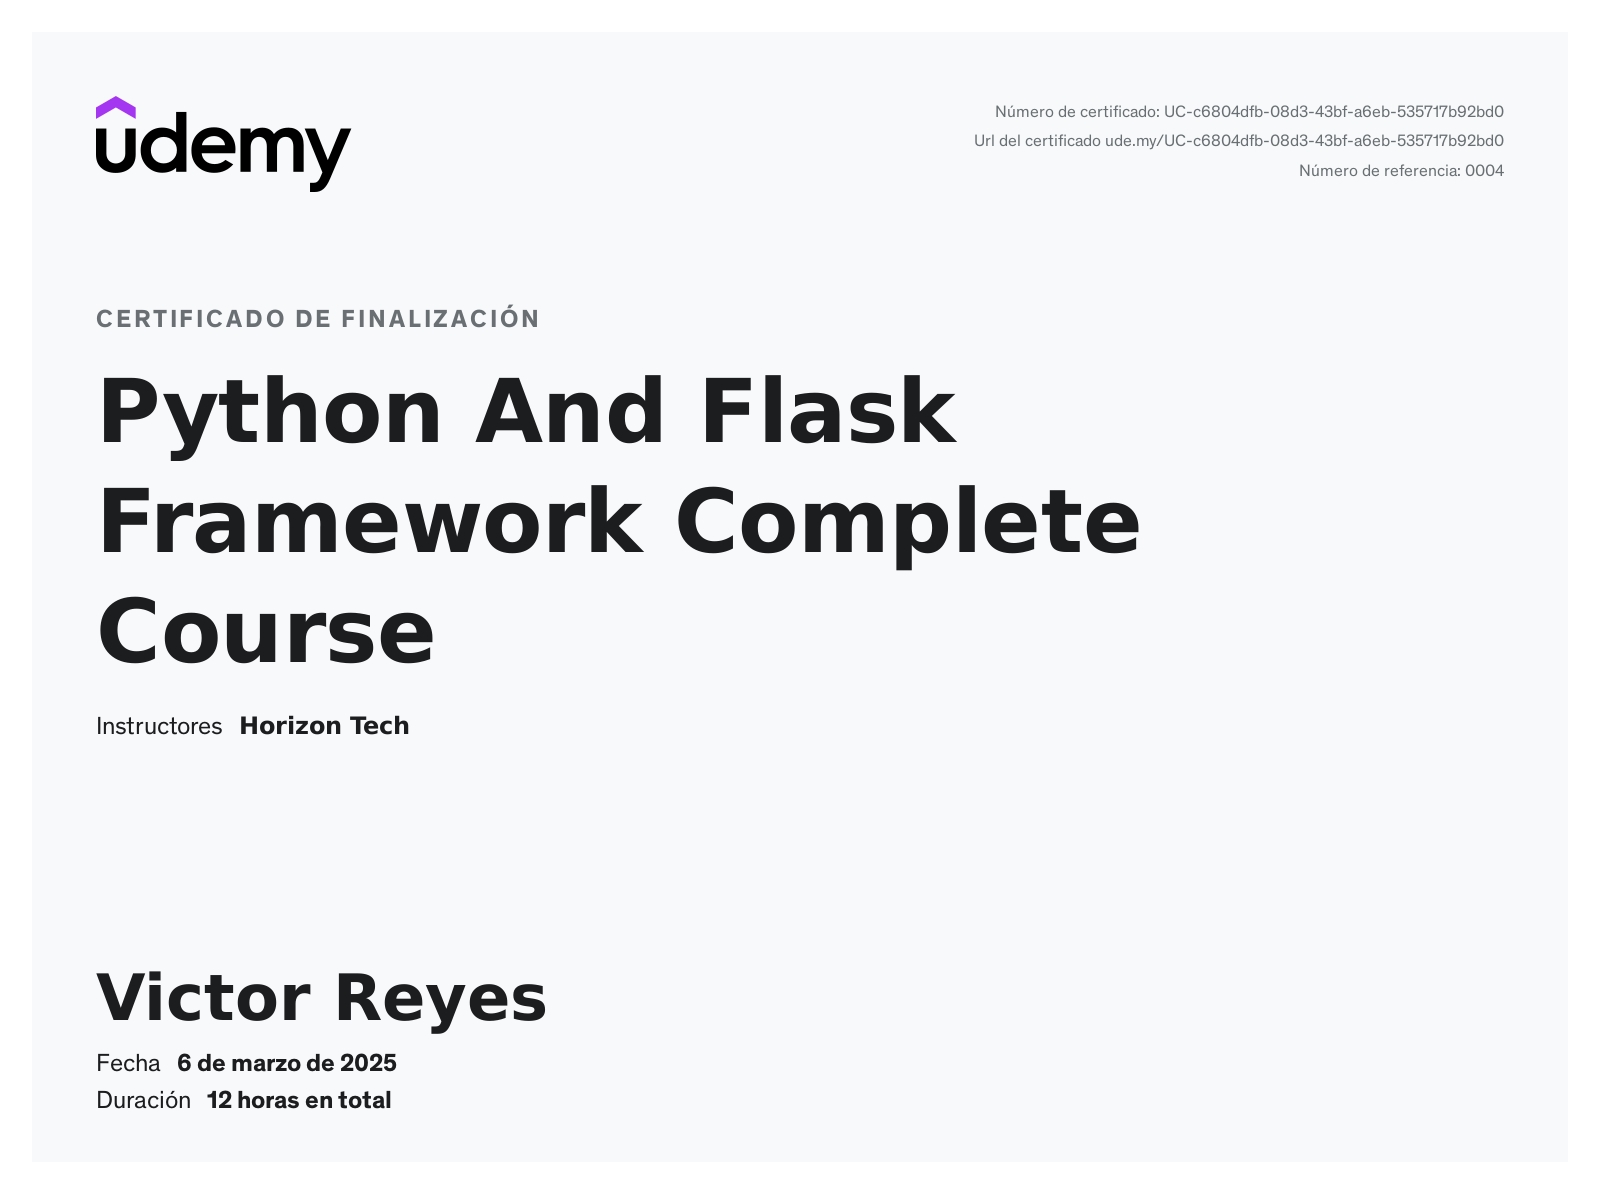 udemy
Número de certificado: UC-c6804dfb-08d3-43bf-a6eb-535717b92bd0
Url del certificado ude.my/UC-c6804dfb-08d3-43bf-a6eb-535717b92bd0
Número de referencia: 0004
CERTIFICADO DE FINALIZACIÓN
Python And Flask
Framework Complete
Course
Instructores Horizon Tech
Victor Reyes
Fecha 6 de marzo de 2025
Duración 12 horas en total